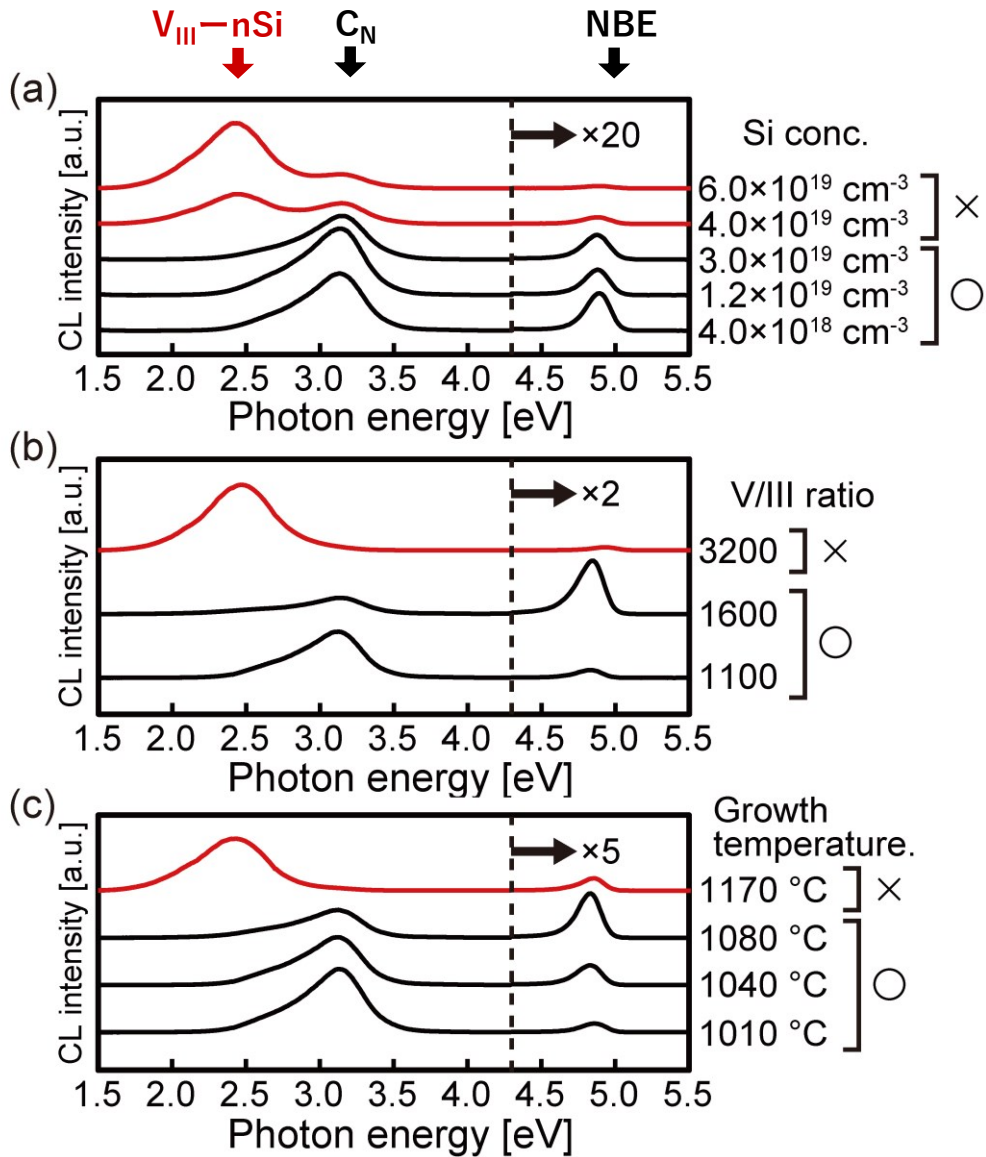 V_III−nSi C_N NBE
(a)
CL intensity [a.u.]
×20
Si conc.
6.0×10^19 cm^-3
4.0×10^19 cm^-3
×
3.0×10^19 cm^-3
1.2×10^19 cm^-3
4.0×10^18 cm^-3
○
1.5 2.0 2.5 3.0 3.5 4.0 4.5 5.0 5.5
Photon energy [eV]
(b)
CL intensity [a.u.]
×2
V/III ratio
3200
×
1600
1100
○
1.5 2.0 2.5 3.0 3.5 4.0 4.5 5.0 5.5
Photon energy [eV]
(c)
CL intensity [a.u.]
×5
Growth
temperature.
1170 °C
×
1080 °C
1040 °C
1010 °C
○
1.5 2.0 2.5 3.0 3.5 4.0 4.5 5.0 5.5
Photon energy [eV]